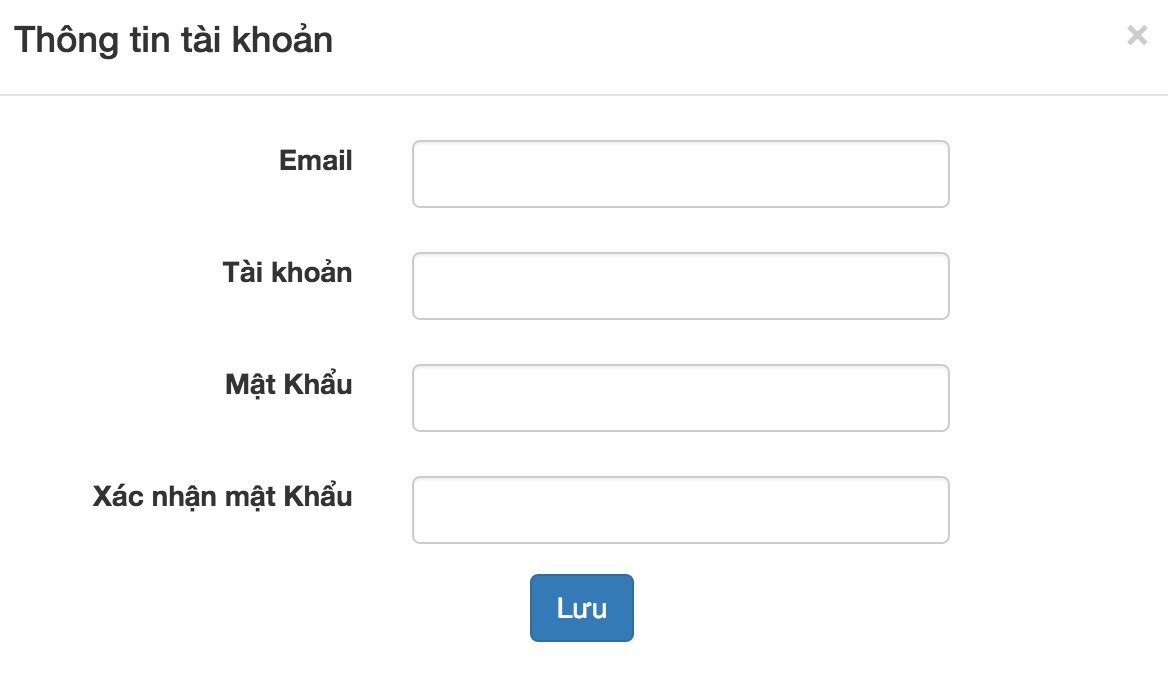 Thông tin tài khoản
×
Email
Tài khoản
Mật Khẩu
Xác nhận mật Khẩu
Lưu